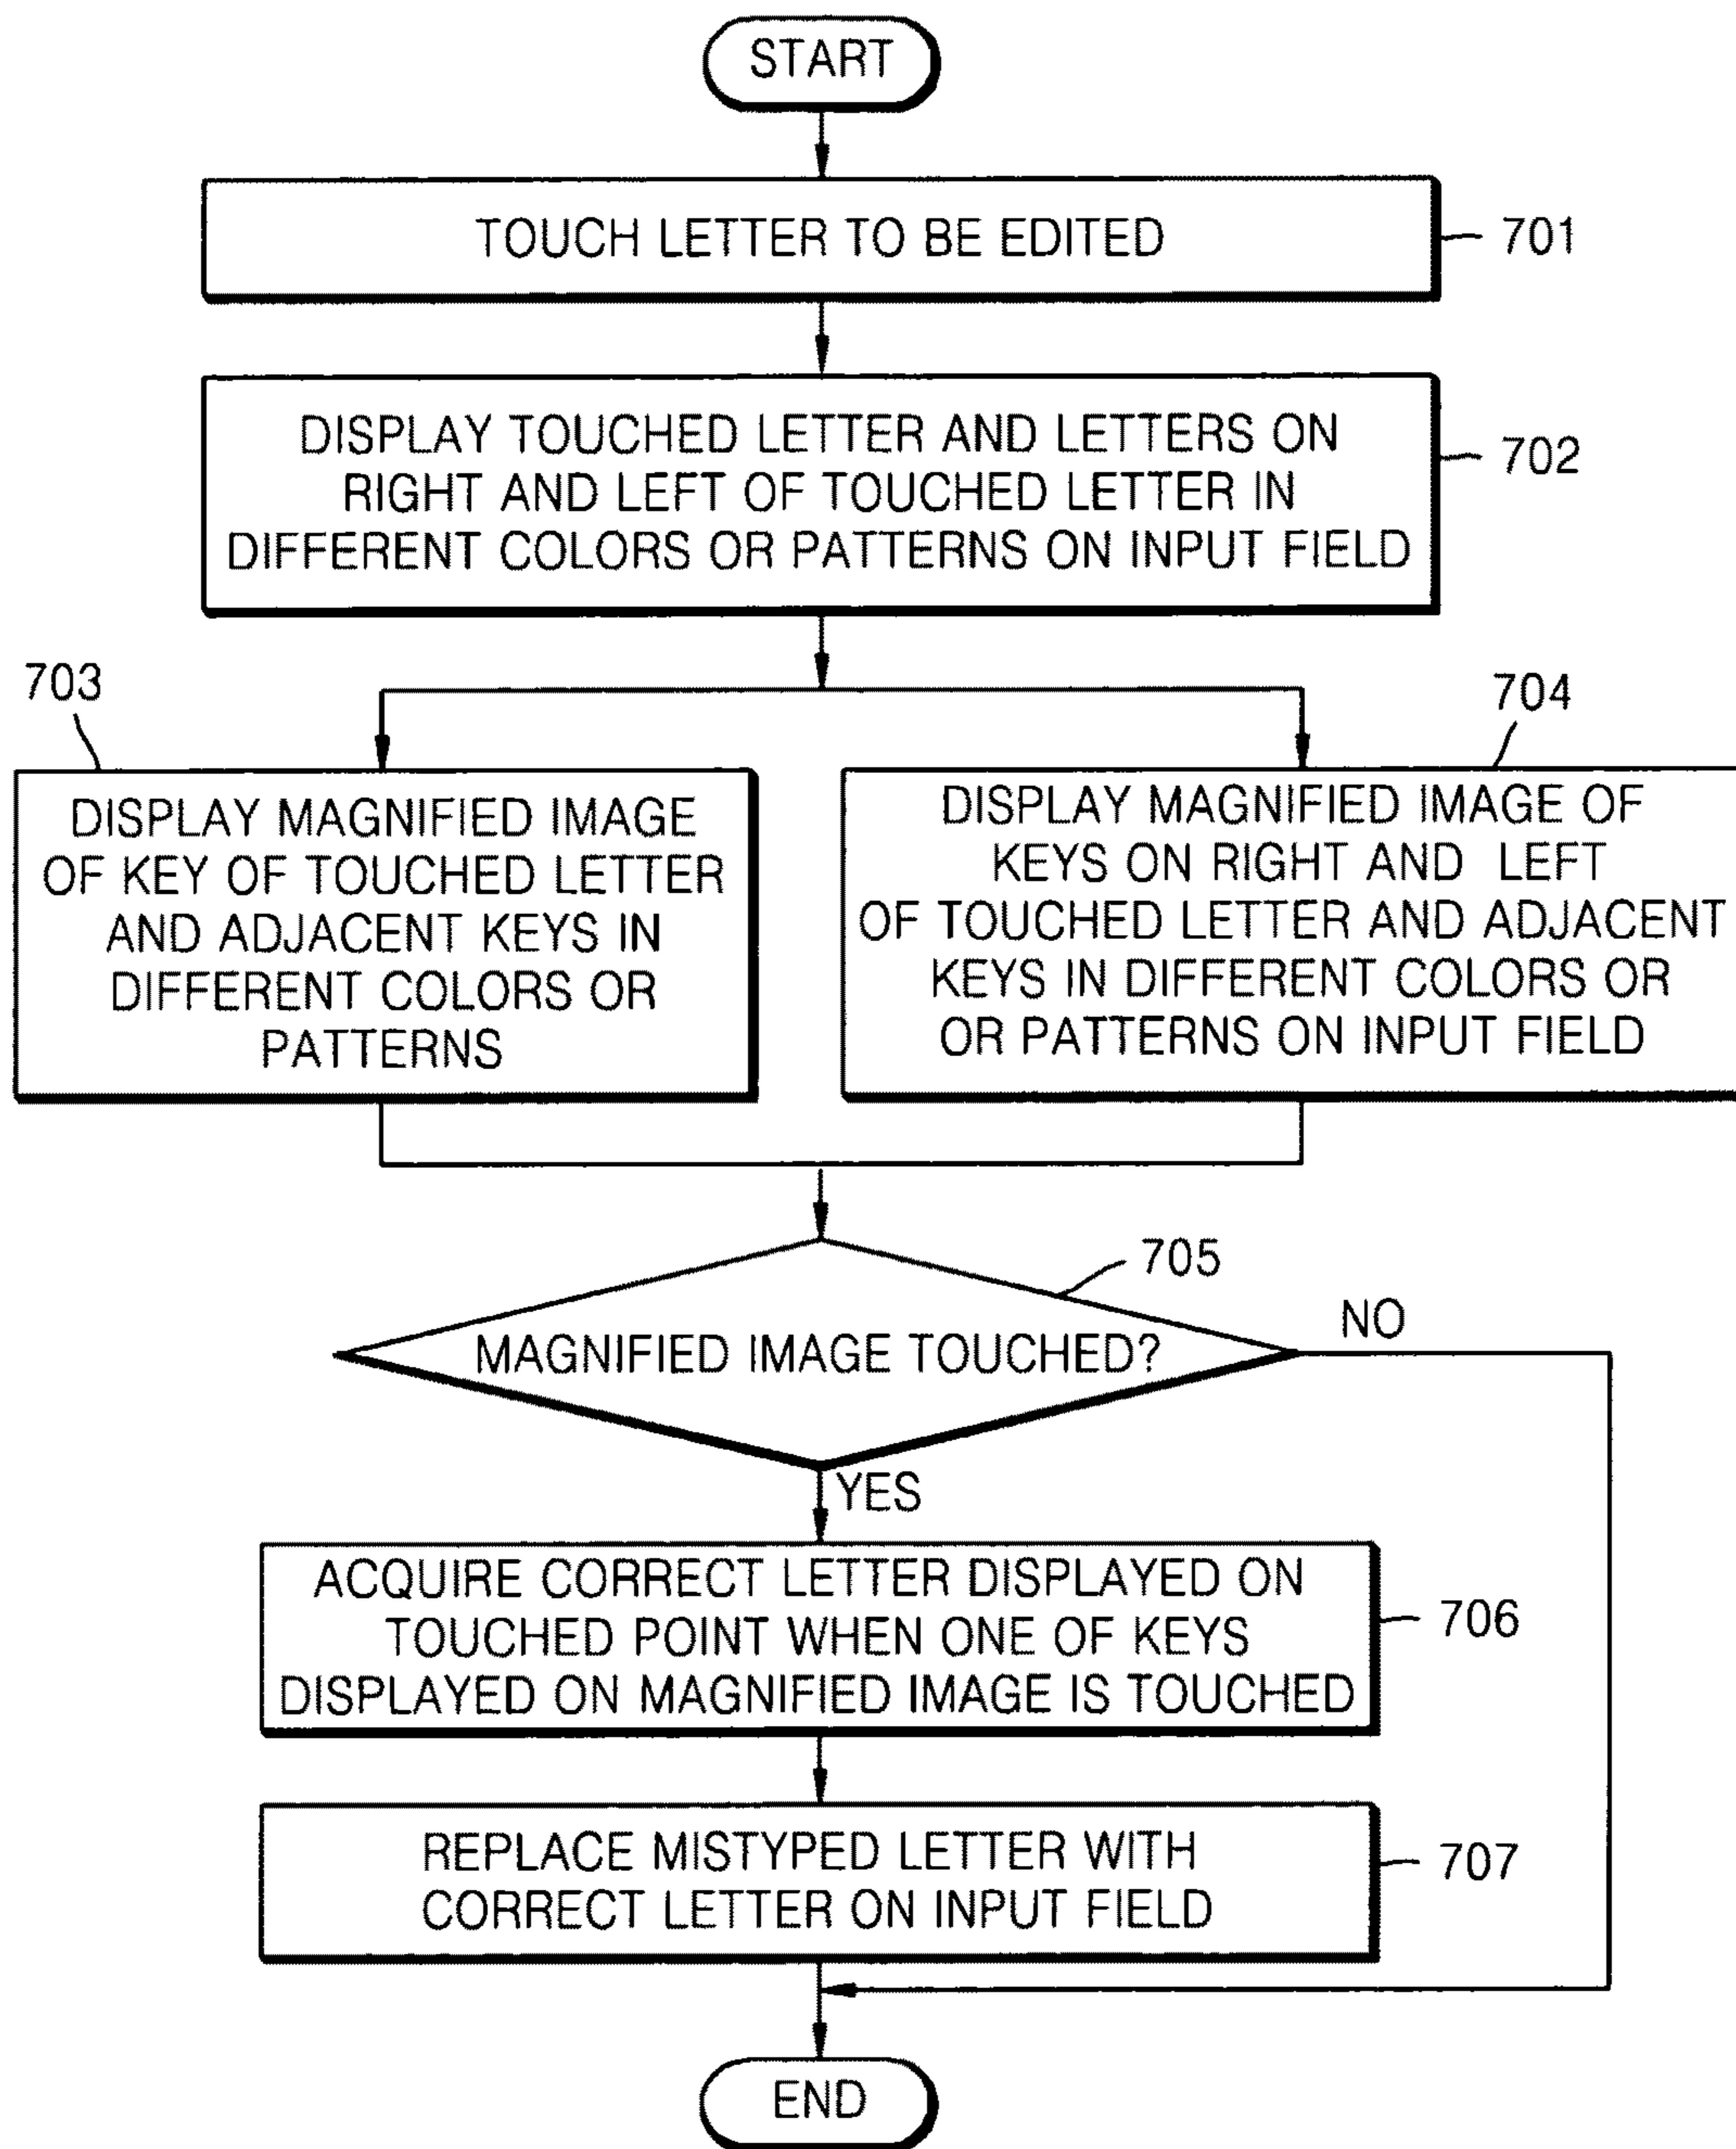 START
TOUCH LETTER TO BE EDITED
701
DISPLAY TOUCHED LETTER AND LETTERS ON
RIGHT AND LEFT OF TOUCHED LETTER IN
DIFFERENT COLORS OR PATTERNS ON INPUT FIELD
702
703
DISPLAY MAGNIFIED IMAGE
OF KEY OF TOUCHED LETTER
AND ADJACENT KEYS IN
DIFFERENT COLORS OR
PATTERNS
704
DISPLAY MAGNIFIED IMAGE OF
KEYS ON RIGHT AND LEFT
OF TOUCHED LETTER AND ADJACENT
KEYS IN DIFFERENT COLORS OR
OR PATTERNS ON INPUT FIELD
705
MAGNIFIED IMAGE TOUCHED?
NO
YES
ACQUIRE CORRECT LETTER DISPLAYED ON
TOUCHED POINT WHEN ONE OF KEYS
DISPLAYED ON MAGNIFIED IMAGE IS TOUCHED
706
REPLACE MISTYPED LETTER WITH
CORRECT LETTER ON INPUT FIELD
707
END